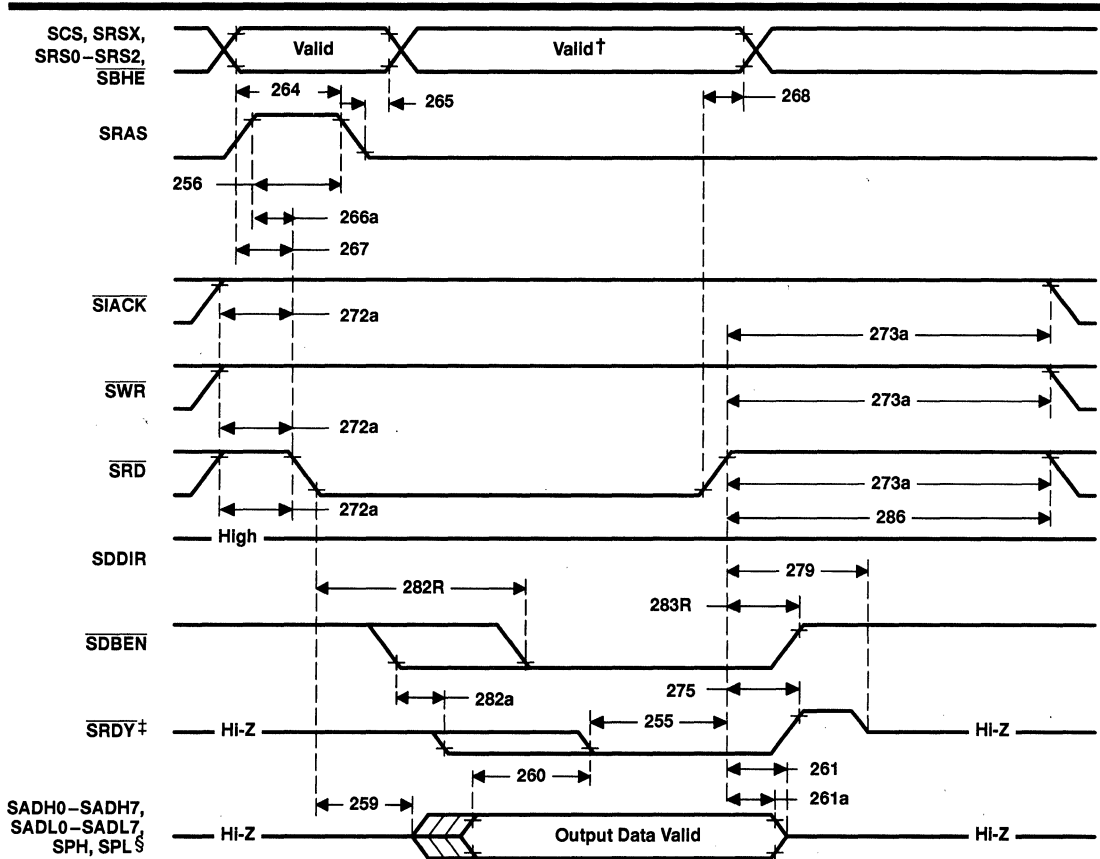 SCS, SRSX,
SRS0–SRS2,
SBHE
Valid
Valid†
264
265
268
SRAS
256
266a
267
SIACK
272a
273a
SWR
272a
273a
SRD
272a
273a
286
High
SDDIR
279
282R
283R
SDBEN
282a
275
SRDY‡
Hi-Z
255
Hi-Z
260
261
259
261a
SADH0–SADH7,
SADL0–SADL7,
SPH, SPL§
Hi-Z
Output Data Valid
Hi-Z